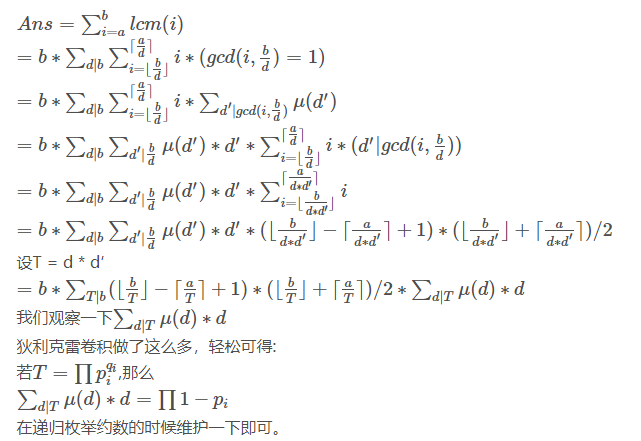 $Ans = \sum_{i=a}^{b} lcm(i)$
$= b * \sum_{d|b} \sum_{i=\lfloor \frac{b}{d} \rfloor}^{\lceil \frac{a}{d} \rceil} i * (gcd(i, \frac{b}{d}) = 1)$
$= b * \sum_{d|b} \sum_{i=\lfloor \frac{b}{d} \rfloor}^{\lceil \frac{a}{d} \rceil} i * \sum_{d'|gcd(i, \frac{b}{d})} \mu(d')$
$= b * \sum_{d|b} \sum_{d'|\frac{b}{d}} \mu(d') * d' * \sum_{i=\lfloor \frac{b}{d} \rfloor}^{\lceil \frac{a}{d} \rceil} i * (d'|gcd(i, \frac{b}{d}))$
$= b * \sum_{d|b} \sum_{d'|\frac{b}{d}} \mu(d') * d' * \sum_{i=\lfloor \frac{b}{d*d'} \rfloor}^{\lceil \frac{a}{d*d'} \rceil} i$
$= b * \sum_{d|b} \sum_{d'|\frac{b}{d}} \mu(d') * d' * (\lfloor \frac{b}{d*d'} \rfloor - \lceil \frac{a}{d*d'} \rceil + 1) * (\lfloor \frac{b}{d*d'} \rfloor + \lceil \frac{a}{d*d'} \rceil)/2$
设T = d * d'
$= b * \sum_{T|b} (\lfloor \frac{b}{T} \rfloor - \lceil \frac{a}{T} \rceil + 1) * (\lfloor \frac{b}{T} \rfloor + \lceil \frac{a}{T} \rceil)/2 * \sum_{d|T} \mu(d) * d$
我们观察一下$\sum_{d|T} \mu(d) * d$
狄利克雷卷积做了这么多，轻松可得:
若$T = \prod p_i^{q_i}$,那么
$\sum_{d|T} \mu(d) * d = \prod 1 - p_i$
在递归枚举约数的时候维护一下即可。